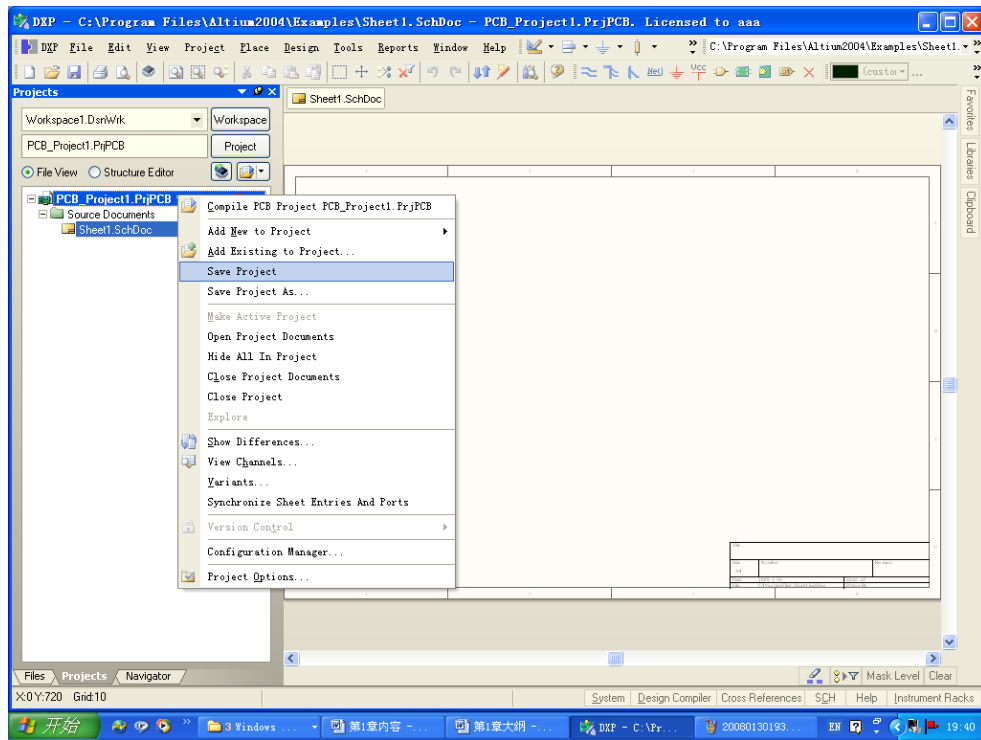 DXP - C:\Program Files\Altium2004\Examples\Sheet1.SchDoc - PCB_Project1.PrjPCB. Licensed to aaa
DXP File Edit View Project Place Design Tools Reports Window Help C:\Program Files\Altium2004\Examples\Sheet1.
Net VCC (custor ...
Projects
Sheet1.SchDoc
Favorites
Libraries
Clipboard
Workspace1.DsnWrk Workspace
PCB_Project1.PrjPCB Project
File View Structure Editor
PCB_Project1.PrjPCB
Source Documents
Sheet1.SchDoc
Compile PCB Project PCB_Project1.PrjPCB
Add New to Project
Add Existing to Project...
Save Project
Save Project As...
Make Active Project
Open Project Documents
Hide All In Project
Close Project Documents
Close Project
Explore
Show Differences...
View Channels...
Variants...
Synchronize Sheet Entries And Ports
Version Control
Configuration Manager...
Project Options...
Files Projects Navigator
Mask Level Clear
X:0 Y:720 Grid:10
System Design Compiler Cross References SCH Help Instrument Racks
开始 3 Windows ... 第1章内容 -... 第1章大纲 -... DXP - C:\Pr... 20080130193... EN 19:40